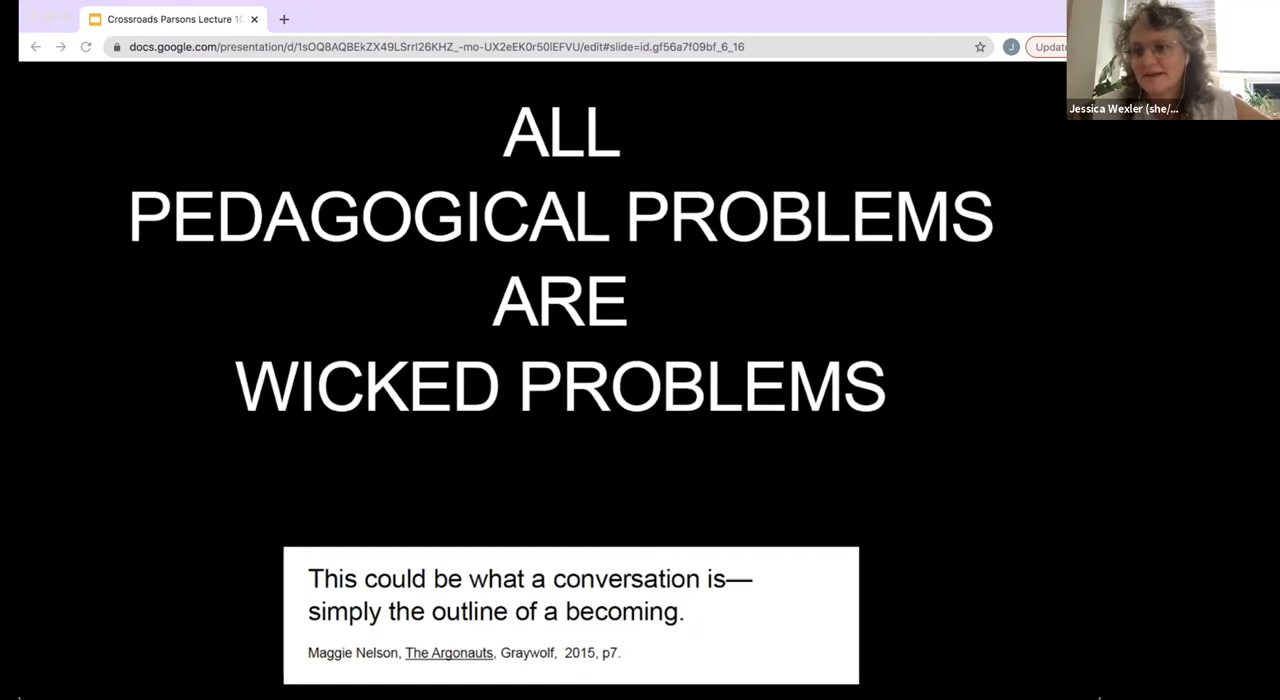 Crossroads Parsons Lecture 10
docs.google.com/presentation/d/1sOQ8AQBEkZX49LSrrI26KHZ_-mo-UX2eEK0r50lEFVU/edit#slide=id.gf56a7f09bf_6_16
J
Update
Jessica Wexler (she/...
ALL
PEDAGOGICAL PROBLEMS
ARE
WICKED PROBLEMS
This could be what a conversation is—
simply the outline of a becoming.
Maggie Nelson, The Argonauts, Graywolf, 2015, p7.